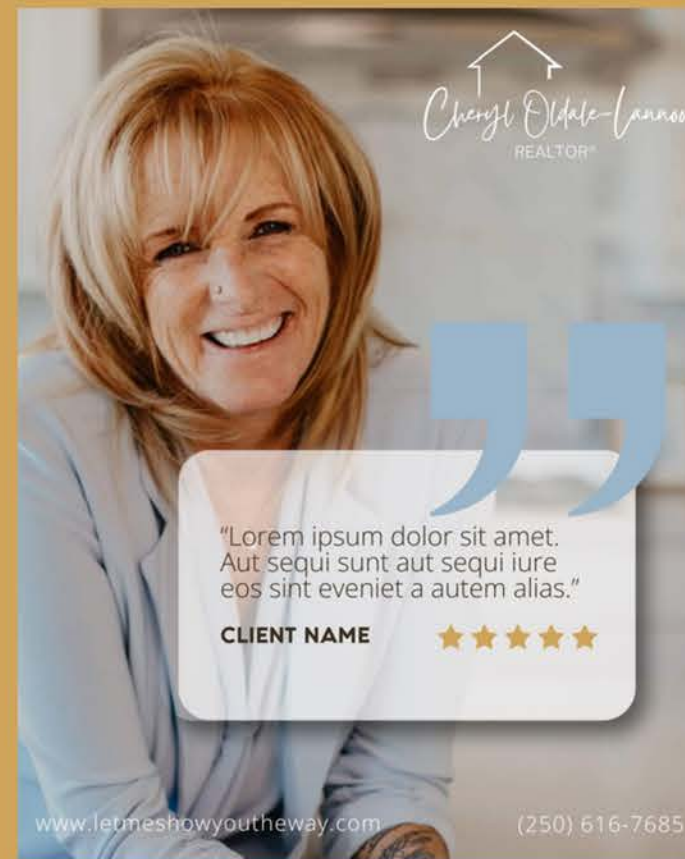 Cheryl Oldale-Lannoo
REALTOR®
"Lorem ipsum dolor sit amet.
Aut sequi sunt aut sequi iure
eos sint eveniet a autem alias."
CLIENT NAME
www.letmeshowyoutheway.com
(250) 616-7685